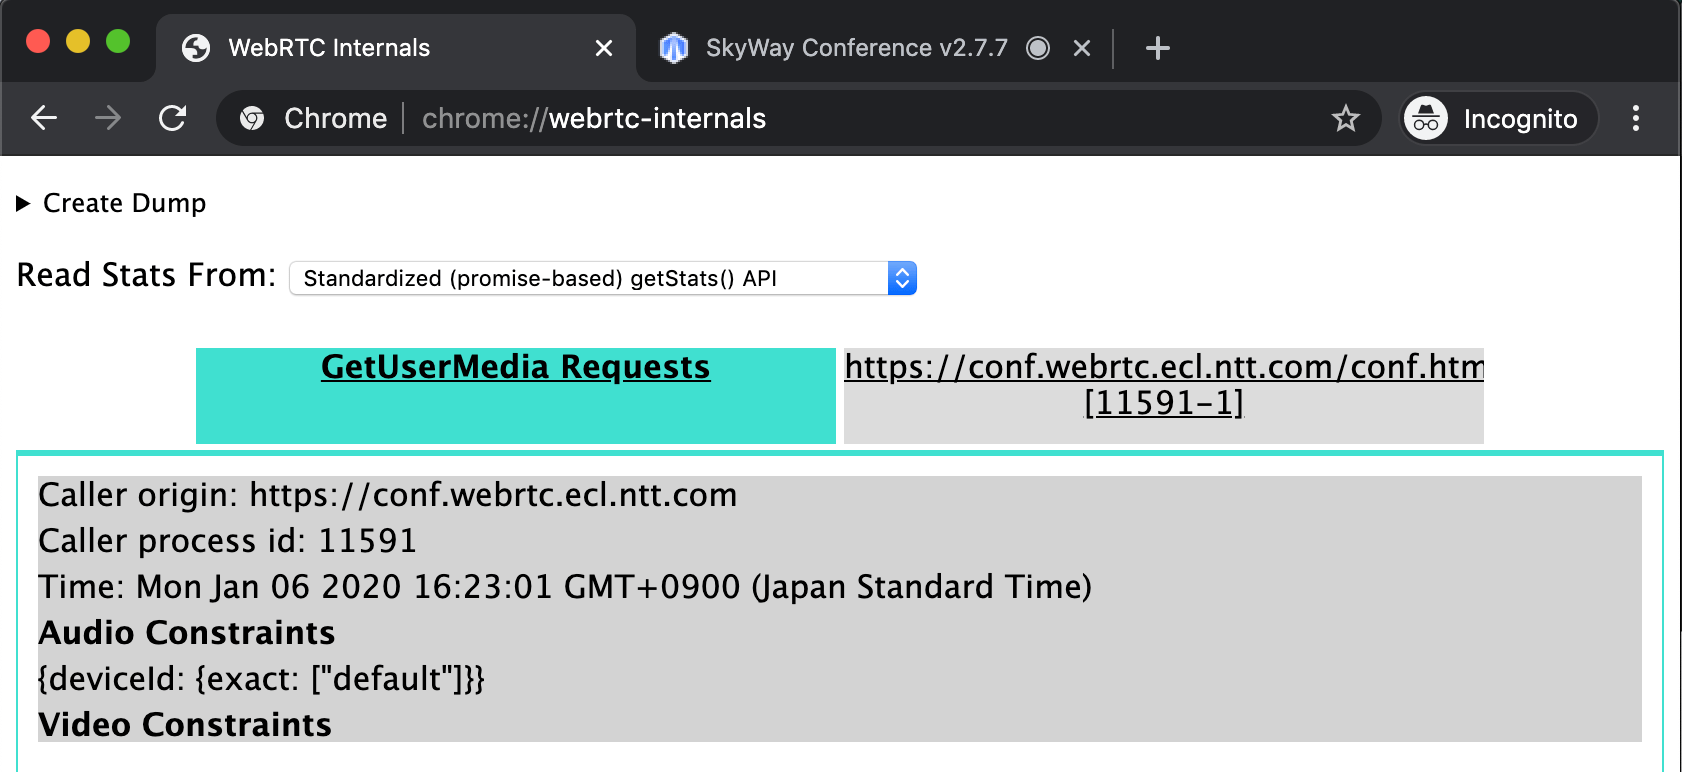 WebRTC Internals
SkyWay Conference v2.7.7
Chrome
chrome://webrtc-internals
Incognito
Create Dump
Read Stats From: Standardized (promise-based) getStats() API
GetUserMedia Requests
https://conf.webrtc.ecl.ntt.com/conf.htm
[11591-1]
Caller origin: https://conf.webrtc.ecl.ntt.com
Caller process id: 11591
Time: Mon Jan 06 2020 16:23:01 GMT+0900 (Japan Standard Time)
Audio Constraints
{deviceId: {exact: ["default"]}}
Video Constraints